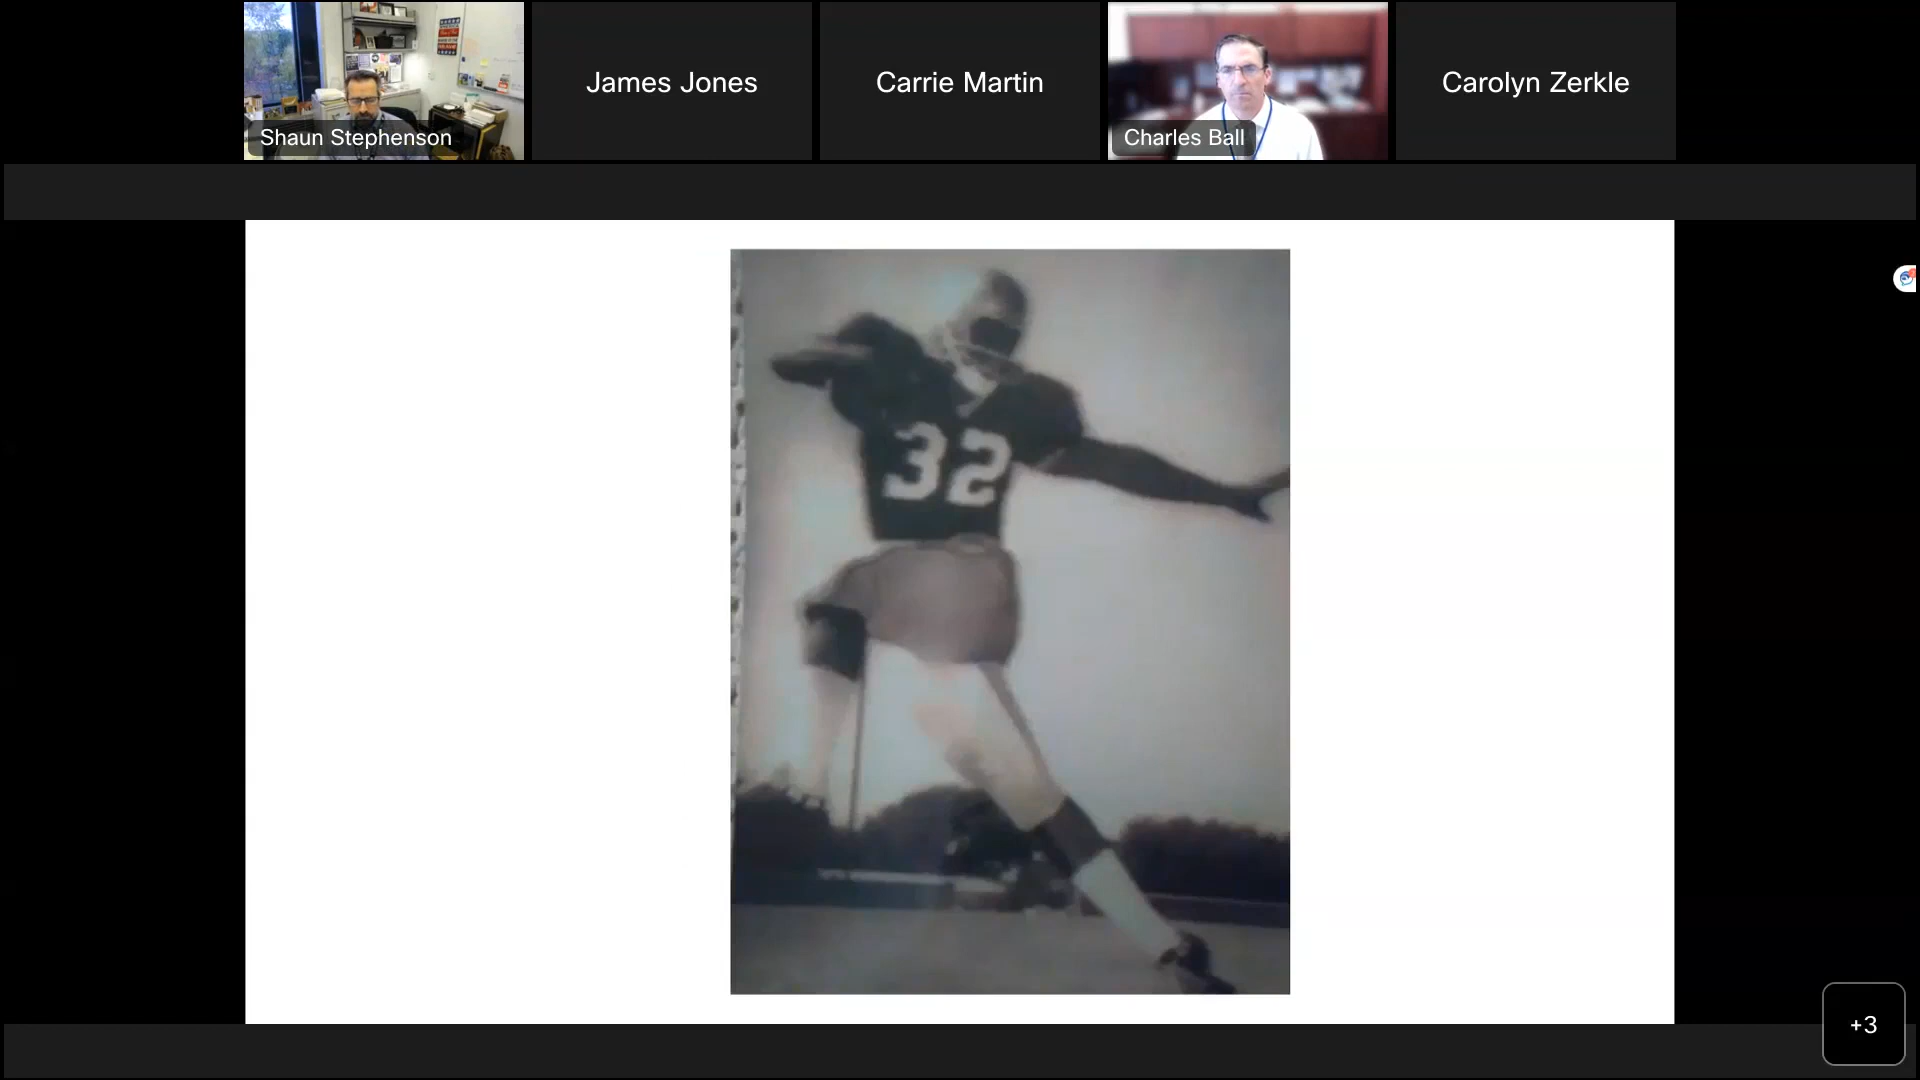 Shaun Stephenson
James Jones
Carrie Martin
Charles Ball
Carolyn Zerkle
32
+3